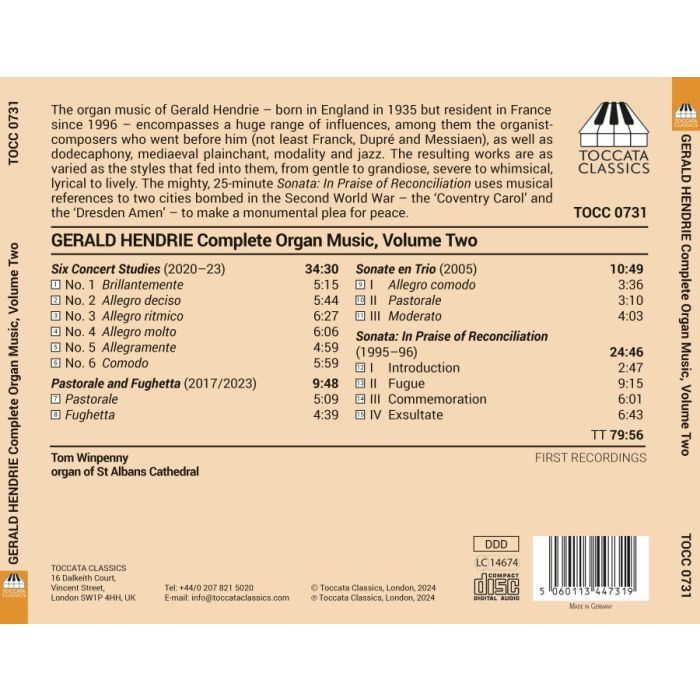 TOCC 0731
GERALD HENDRIE Complete Organ Music, Volume Two
TOCCATA
CLASSICS
The organ music of Gerald Hendrie – born in England in 1935 but resident in France
since 1996 – encompasses a huge range of influences, among them the organist-
composers who went before him (not least Franck, Dupré and Messiaen), as well as
dodecaphony, mediaeval plainchant, modality and jazz. The resulting works are as
varied as the styles that fed into them, from gentle to grandiose, severe to whimsical,
lyrical to lively. The mighty, 25-minute Sonata: In Praise of Reconciliation uses musical
references to two cities bombed in the Second World War – the ‘Coventry Carol’ and
the ‘Dresden Amen’ – to make a monumental plea for peace.
TOCCATA
CLASSICS
TOCC 0731
GERALD HENDRIE Complete Organ Music, Volume Two
Six Concert Studies (2020–23) 34:30
1 No. 1 Brillantemente 5:15
2 No. 2 Allegro deciso 5:44
3 No. 3 Allegro ritmico 6:27
4 No. 4 Allegro molto 6:06
5 No. 5 Allegramente 4:59
6 No. 6 Comodo 5:59
Pastorale and Fughetta (2017/2023) 9:48
7 Pastorale 5:09
8 Fughetta 4:39
Sonate en Trio (2005) 10:49
9 I Allegro comodo 3:36
10 II Pastorale 3:10
11 III Moderato 4:03
Sonata: In Praise of Reconciliation
(1995–96) 24:46
12 I Introduction 2:47
13 II Fugue 9:15
14 III Commemoration 6:01
15 IV Exsultate 6:43
TT 79:56
Tom Winpenny
organ of St Albans Cathedral
FIRST RECORDINGS
TOCCATA CLASSICS
16 Dalkeith Court,
Vincent Street,
London SW1P 4HH, UK
Tel: +44/0 207 821 5020
E-mail: info@toccataclassics.com
© Toccata Classics, London, 2024
℗ Toccata Classics, London, 2024
DDD
LC 14674
COMPACT
disc
DIGITAL AUDIO
5 060113 447319
Made in Germany
TOCCATA
CLASSICS
GERALD HENDRIE Complete Organ Music, Volume Two
TOCC 0731